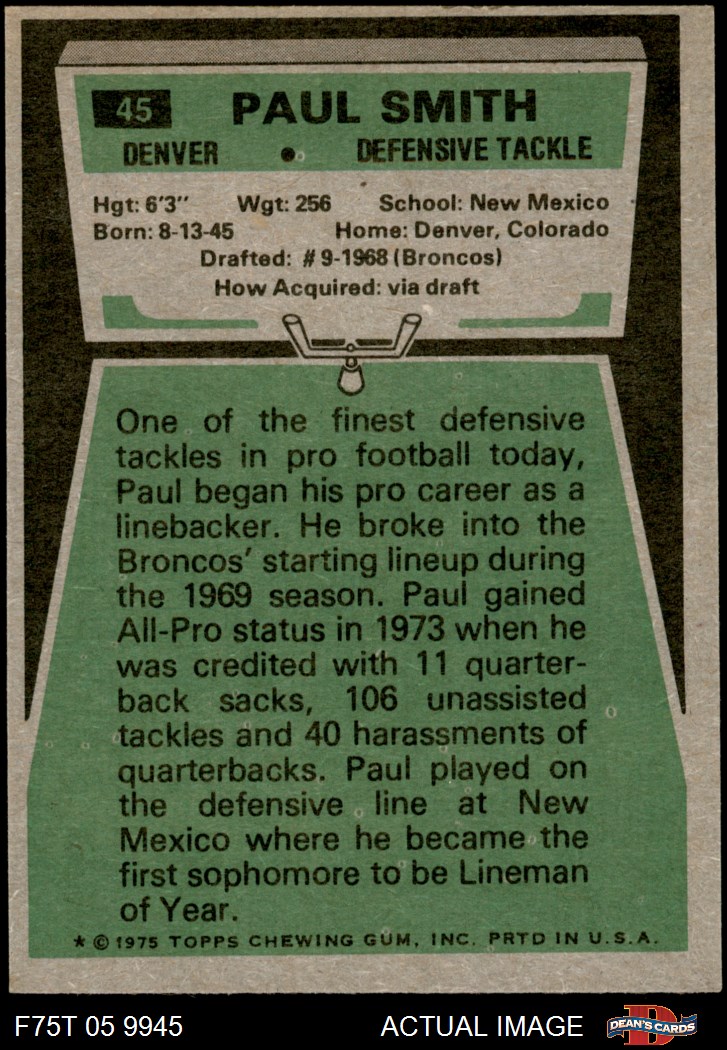 45 PAUL SMITH
DENVER • DEFENSIVE TACKLE
Hgt: 6'3" Wgt: 256 School: New Mexico
Born: 8-13-45 Home: Denver, Colorado
Drafted: #9-1968 (Broncos)
How Acquired: via draft
One of the finest defensive
tackles in pro football today,
Paul began his pro career as a
linebacker. He broke into the
Broncos' starting lineup during
the 1969 season. Paul gained
All-Pro status in 1973 when he
was credited with 11 quarter-
back sacks, 106 unassisted
tackles and 40 harassments of
quarterbacks. Paul played on
the defensive line at New
Mexico where he became the
first sophomore to be Lineman
of Year.
* © 1975 TOPPS CHEWING GUM, INC. PRTD IN U.S.A.
F75T 05 9945 ACTUAL IMAGE D DEAN'S CARDS